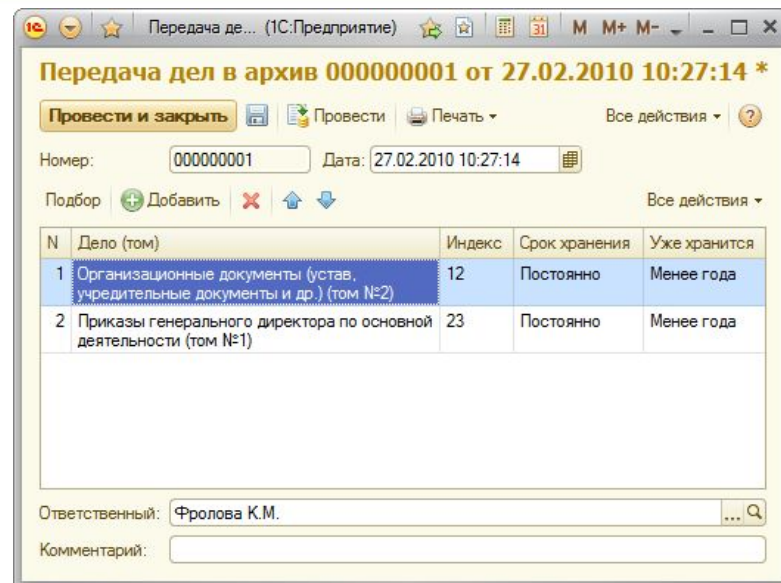 1С Передача де... (1С:Предприятие) 31 M M+ M-
Передача дел в архив 000000001 от 27.02.2010 10:27:14 *
Провести и закрыть Провести Печать Все действия ?
Номер: 000000001 Дата: 27.02.2010 10:27:14
Подбор Добавить Все действия
N Дело (том) Индекс Срок хранения Уже хранится
1 Организационные документы (устав, 12 Постоянно Менее года
учредительные документы и др.) (том №2)
2 Приказы генерального директора по основной 23 Постоянно Менее года
деятельности (том №1)
Ответственный: Фролова К.М. ...
Комментарий: